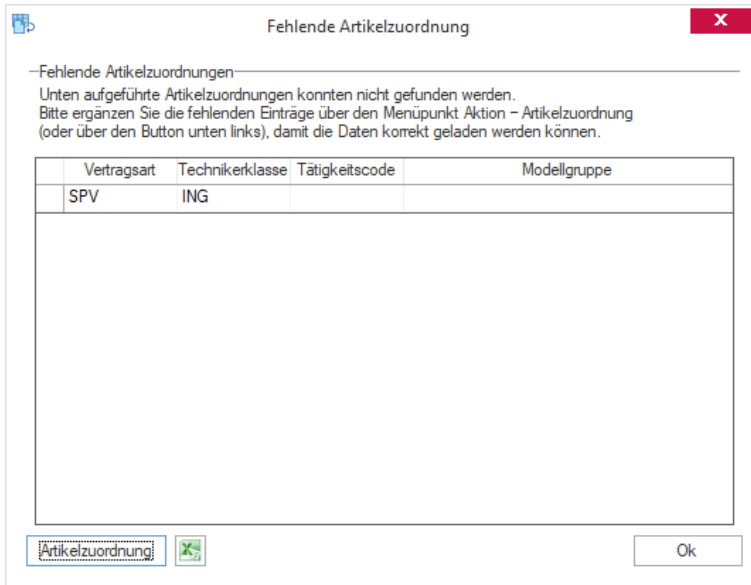 Fehlende Artikelzuordnung
x
Fehlende Artikelzuordnungen
Unten aufgeführte Artikelzuordnungen konnten nicht gefunden werden.
Bitte ergänzen Sie die fehlenden Einträge über den Menüpunkt Aktion - Artikelzuordnung
(oder über den Button unten links), damit die Daten korrekt geladen werden können.
Vertragsart Technikerklasse Tätigkeitscode Modellgruppe
SPV ING
Artikelzuordnung Ok